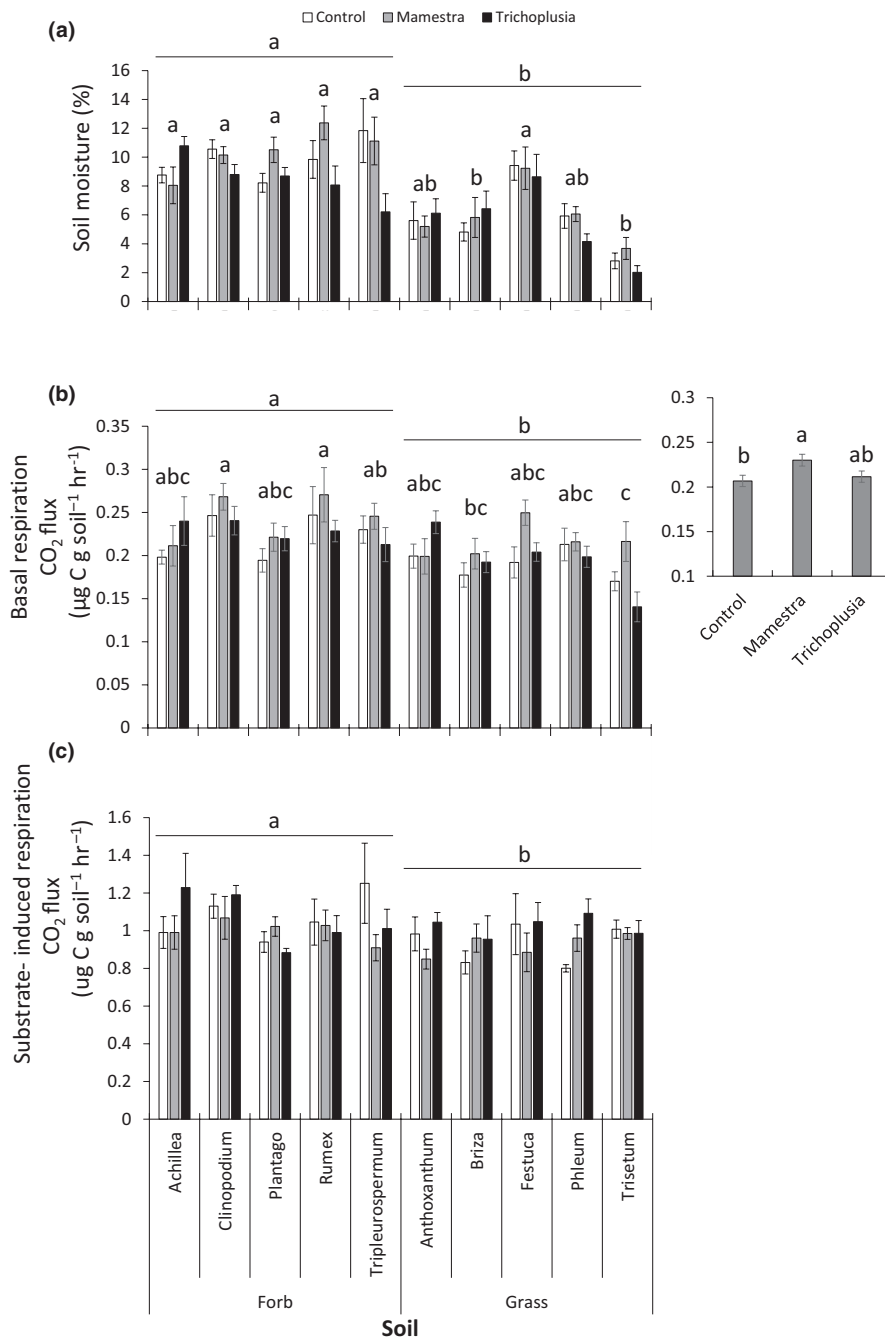 Control Mamestra Trichoplusia
(a)
a
b
16
14
12
10
8
6
4
2
0
Soil moisture (%)
a a a a a ab b a ab b
(b)
a
b
0.35
0.3
0.25
0.2
0.15
0.1
0.05
0
Basal respiration
CO2 flux
(µg C g soil−1 hr−1)
abc a abc a ab abc bc abc abc c
0.3
0.25
0.2
0.15
0.1
b a ab
Control Mamestra Trichoplusia
(c)
a
b
1.6
1.4
1.2
1
0.8
0.6
0.4
0.2
0
Substrate- induced respiration
CO2 flux
(ug C g soil−1 hr−1)
Achillea Clinopodium Plantago Rumex Tripleurospermum Anthoxanthum Briza Festuca Phleum Trisetum
Forb Grass
Soil